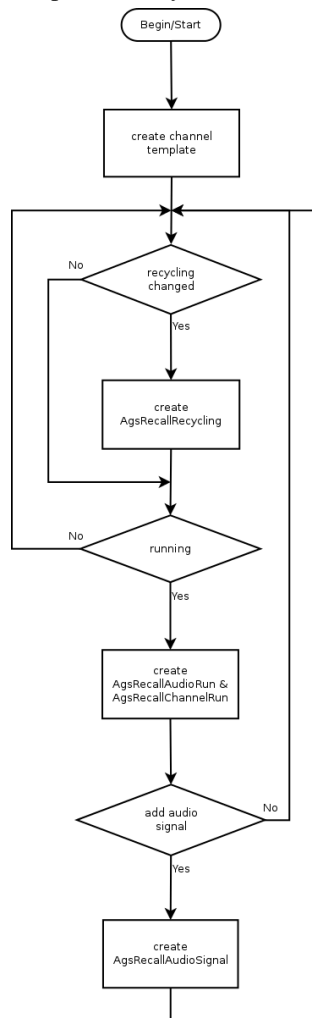 Begin/Start
create channel
template
No
recycling
changed
Yes
create
AgsRecallRecycling
No
running
Yes
create
AgsRecallAudioRun &
AgsRecallChannelRun
add audio
signal
No
Yes
create
AgsRecallAudioSignal